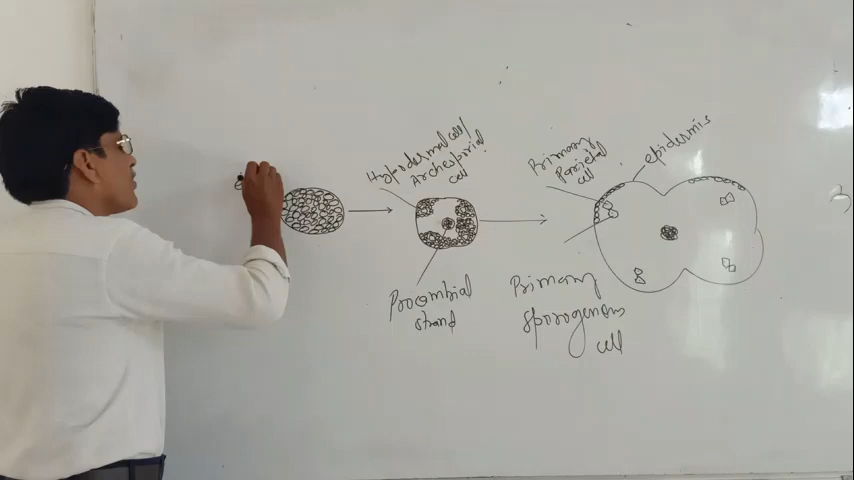 Hypodermal cell/
Archesporial
cell
Primary
Parietal
cell
epidermis
Procambial
strand
Primary
sporogenous
cell